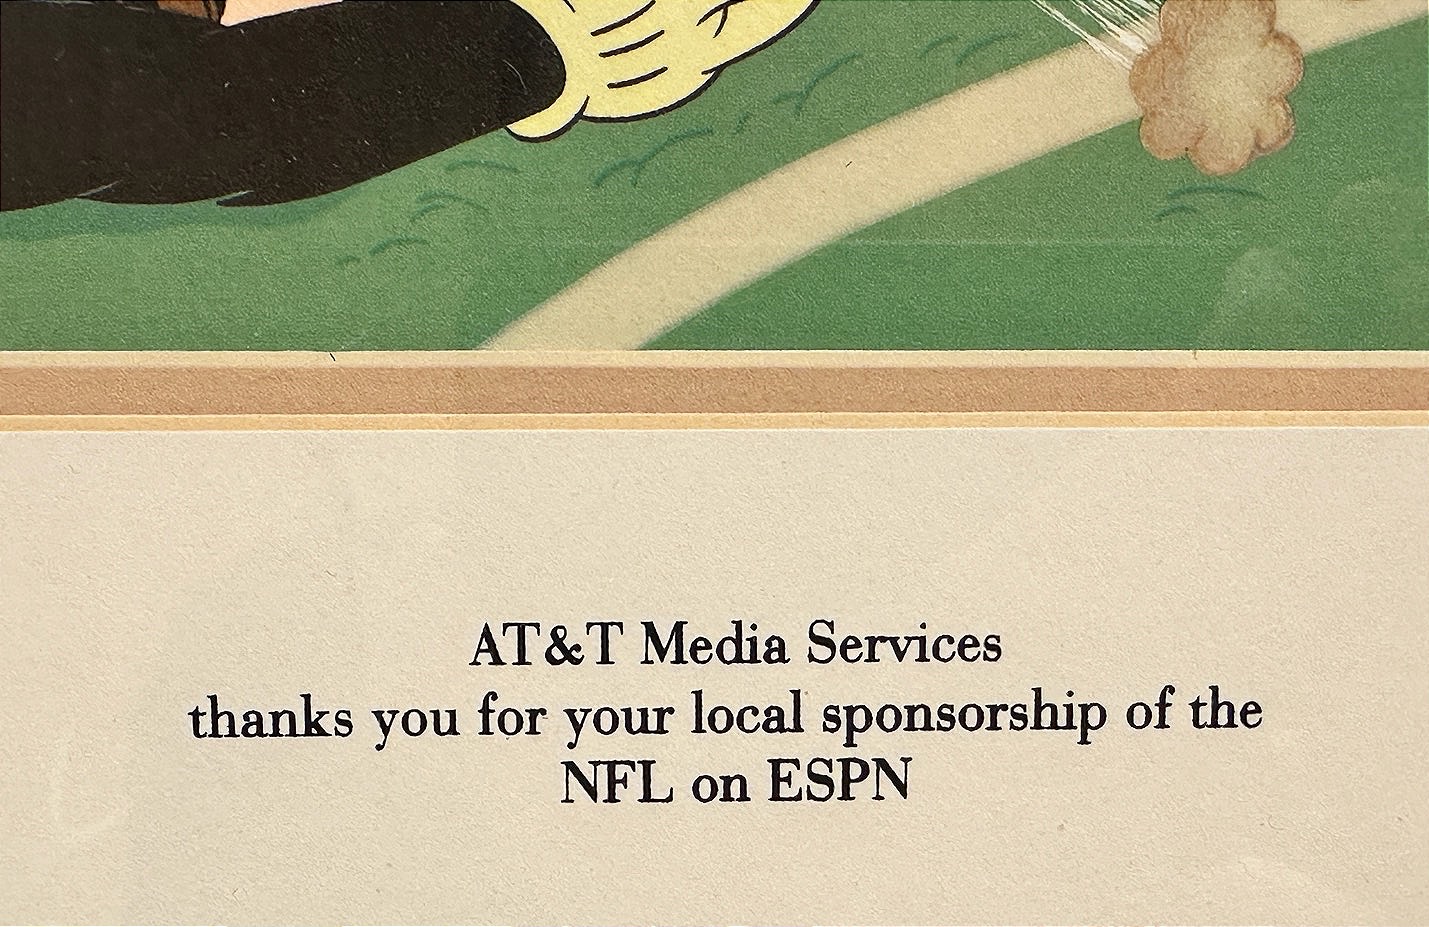 AT&T Media Services
thanks you for your local sponsorship of the
NFL on ESPN